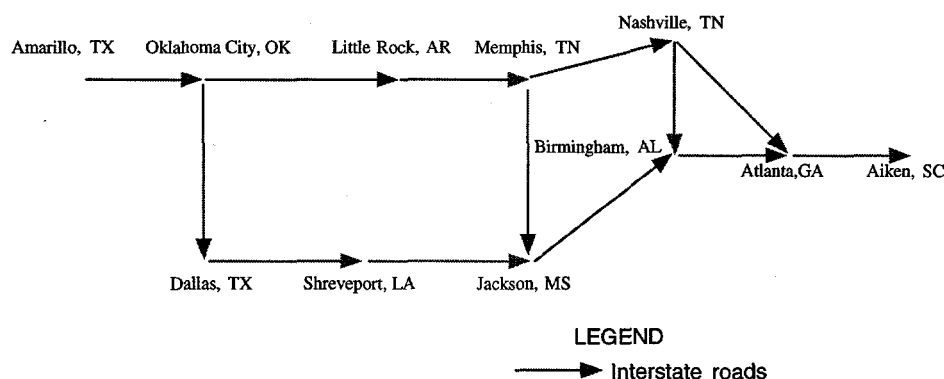 Nashville, TN
Amarillo, TX
Oklahoma City, OK
Little Rock, AR
Memphis, TN
Birmingham, AL
Atlanta,GA
Aiken, SC
Dallas, TX
Shreveport, LA
Jackson, MS
LEGEND
Interstate roads